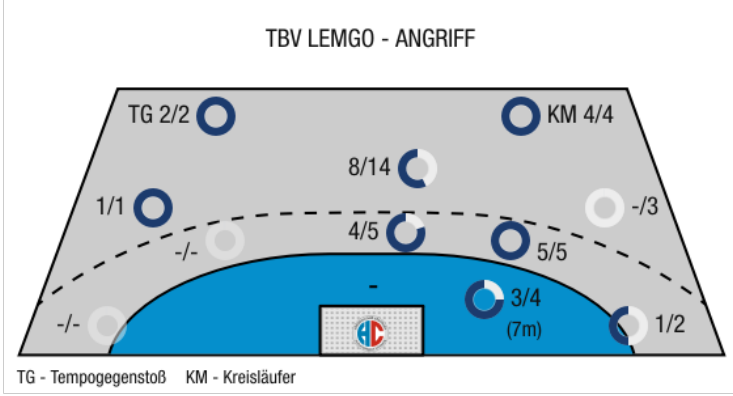 TBV LEMGO - ANGRIFF
TG 2/2
KM 4/4
8/14
1/1
-/3
4/5
-/-
5/5
-
3/4
(7m)
-/-
1/2
HC
TG - Tempogegenstoß KM - Kreisläufer